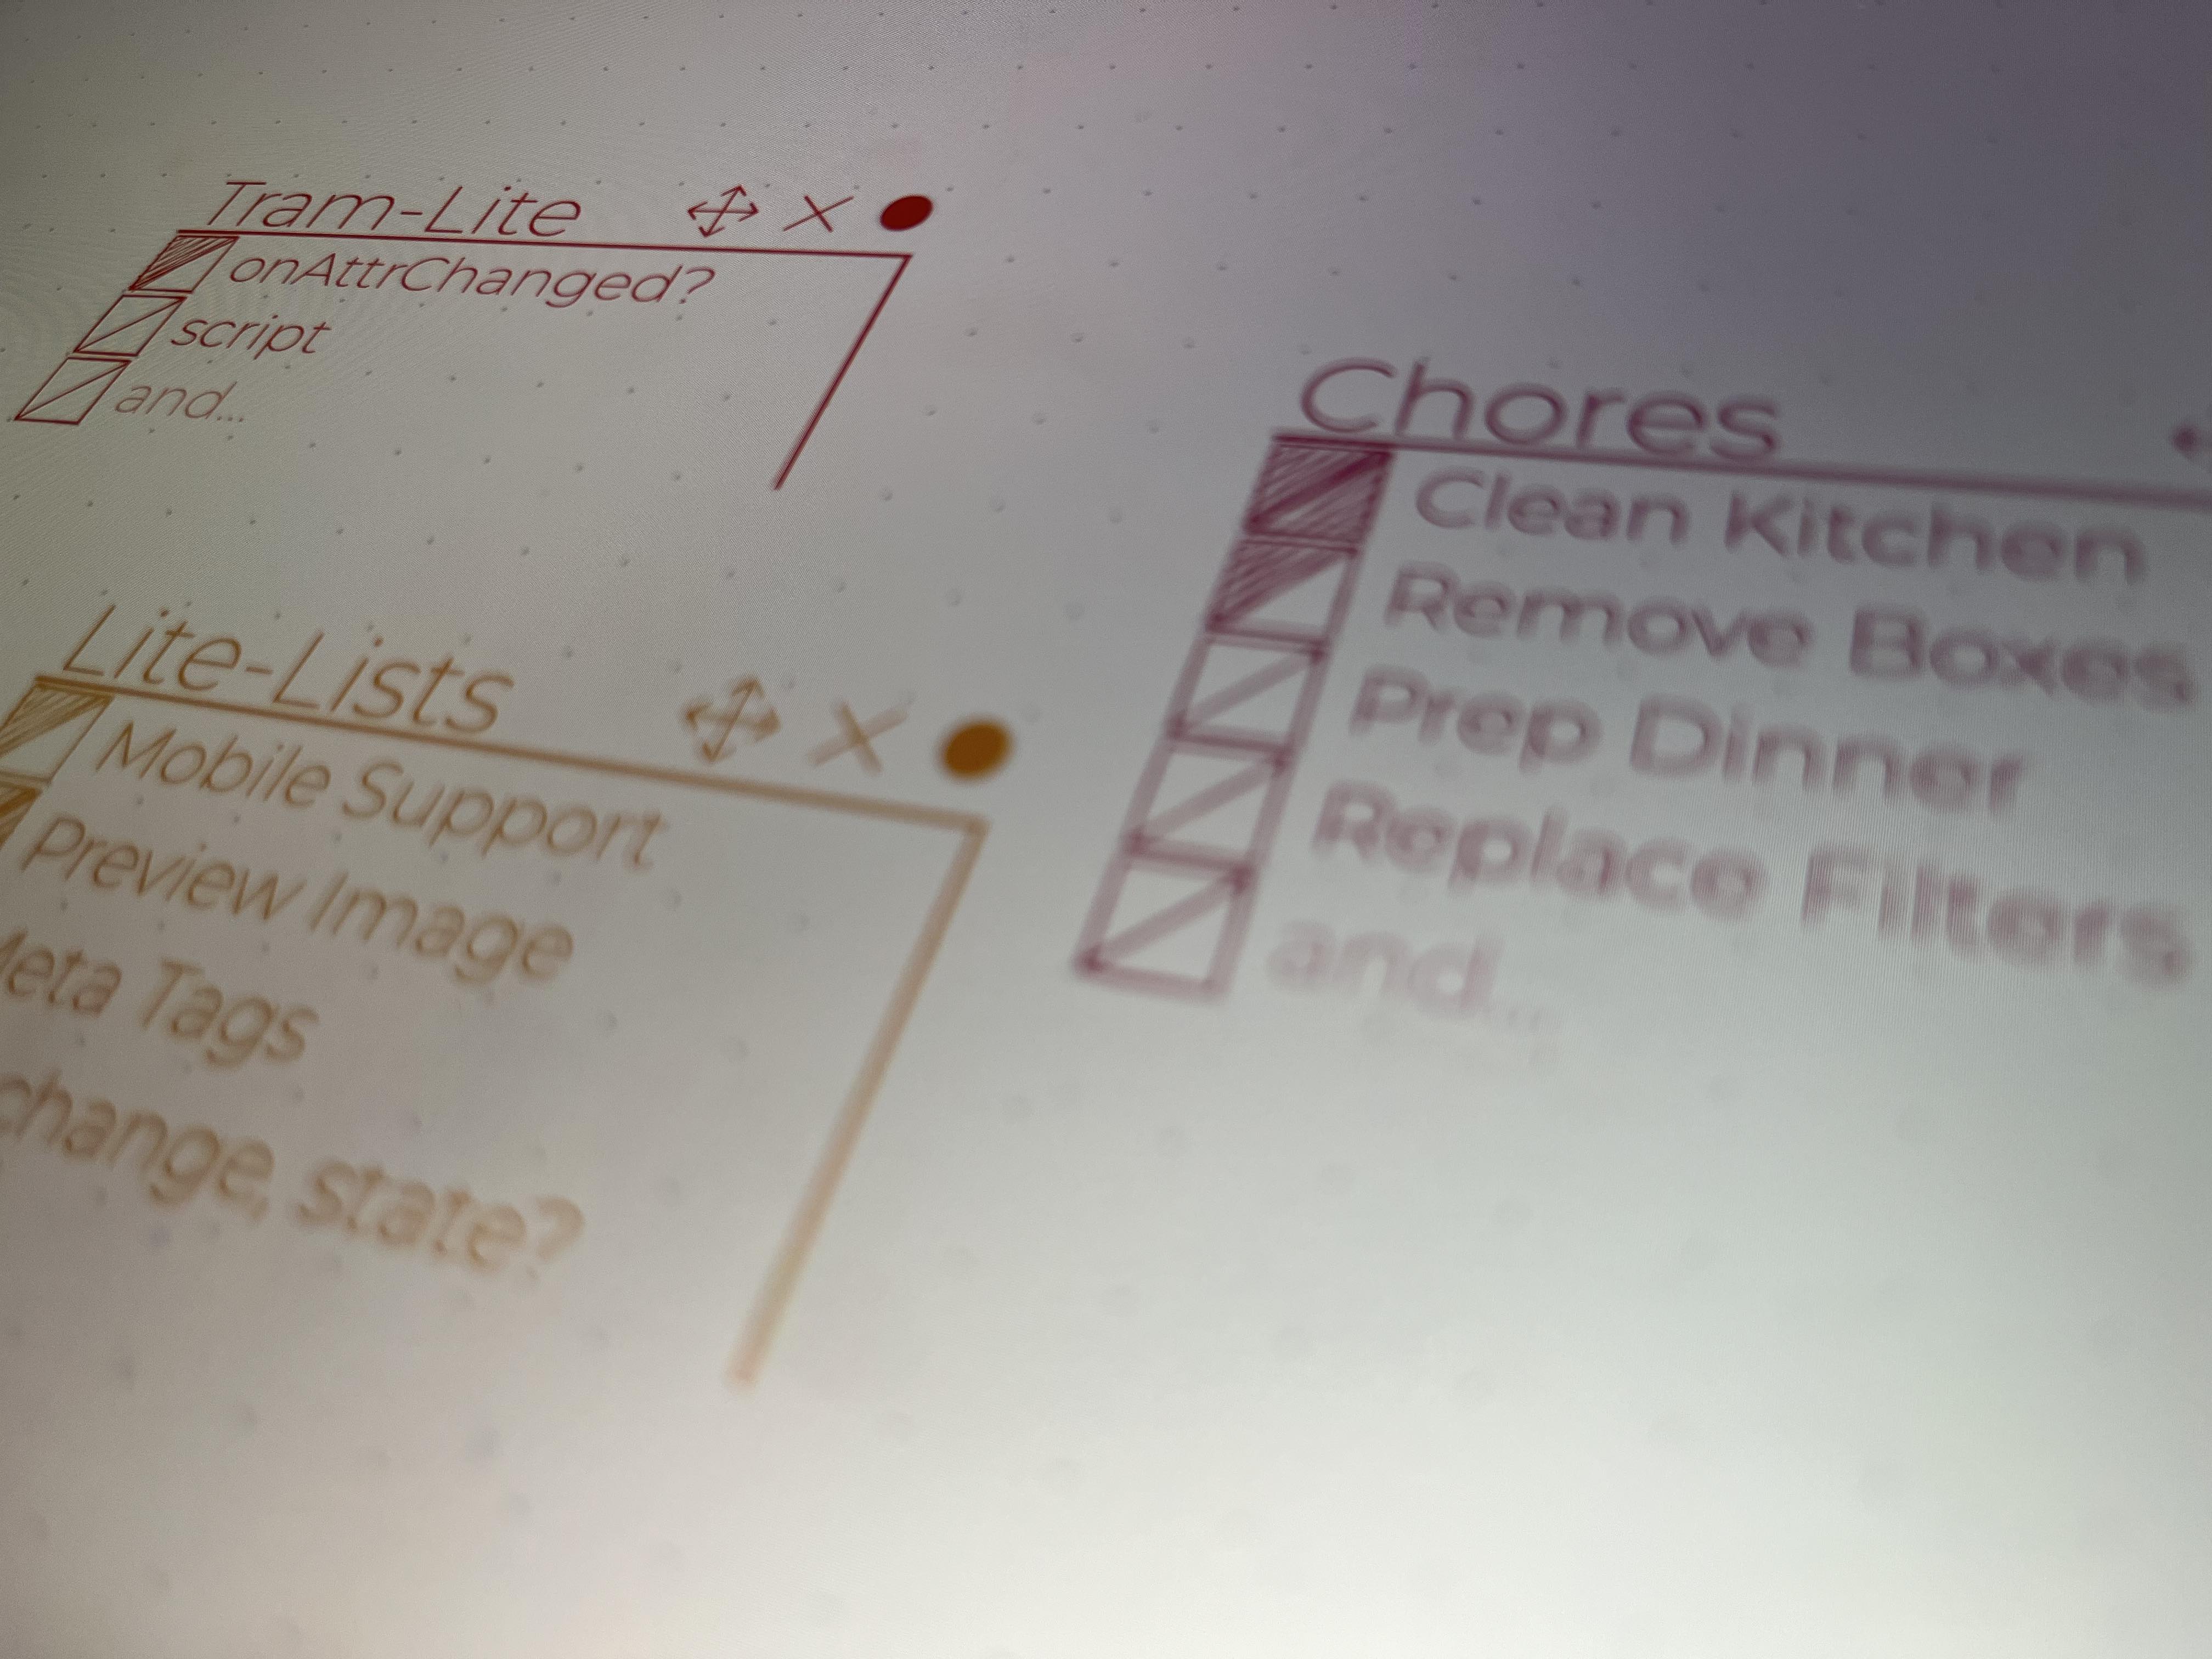 Tram-Lite
onAttrChanged?
script
and...
Lite-Lists
Mobile Support
Preview Image
Tags
change, state?
Chores
Clean Kitchen
Remove Boxes
Prep Dinner
Replace Filters
and...